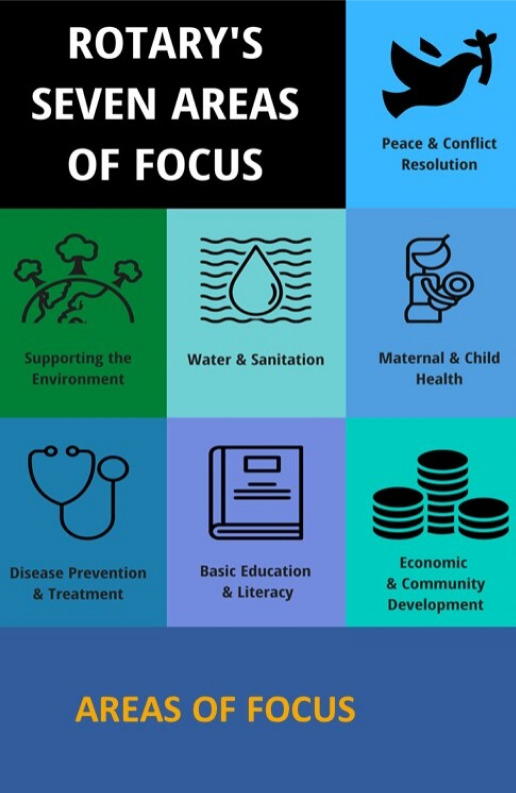 ROTARY'S
SEVEN AREAS
OF FOCUS
Peace & Conflict
Resolution
Supporting the
Environment
Water & Sanitation
Maternal & Child
Health
Disease Prevention
& Treatment
Basic Education
& Literacy
Economic
& Community
Development
AREAS OF FOCUS